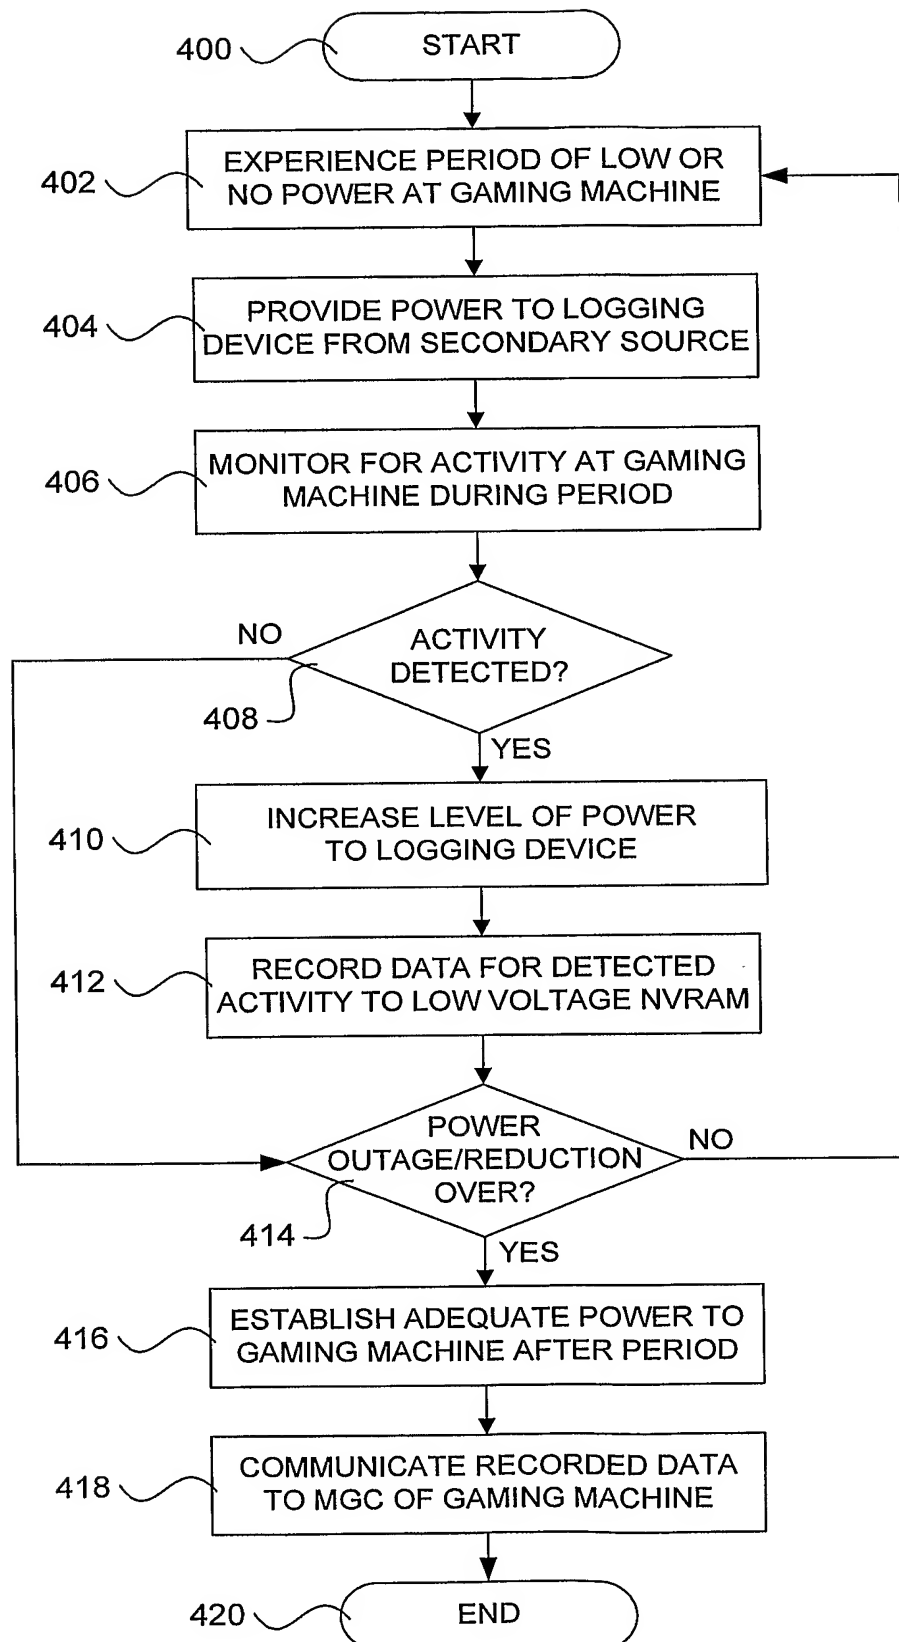 400
START
402
EXPERIENCE PERIOD OF LOW OR
NO POWER AT GAMING MACHINE
404
PROVIDE POWER TO LOGGING
DEVICE FROM SECONDARY SOURCE
406
MONITOR FOR ACTIVITY AT GAMING
MACHINE DURING PERIOD
NO
ACTIVITY
DETECTED?
408
YES
410
INCREASE LEVEL OF POWER
TO LOGGING DEVICE
412
RECORD DATA FOR DETECTED
ACTIVITY TO LOW VOLTAGE NVRAM
POWER
OUTAGE/REDUCTION
OVER?
NO
414
YES
416
ESTABLISH ADEQUATE POWER TO
GAMING MACHINE AFTER PERIOD
418
COMMUNICATE RECORDED DATA
TO MGC OF GAMING MACHINE
420
END